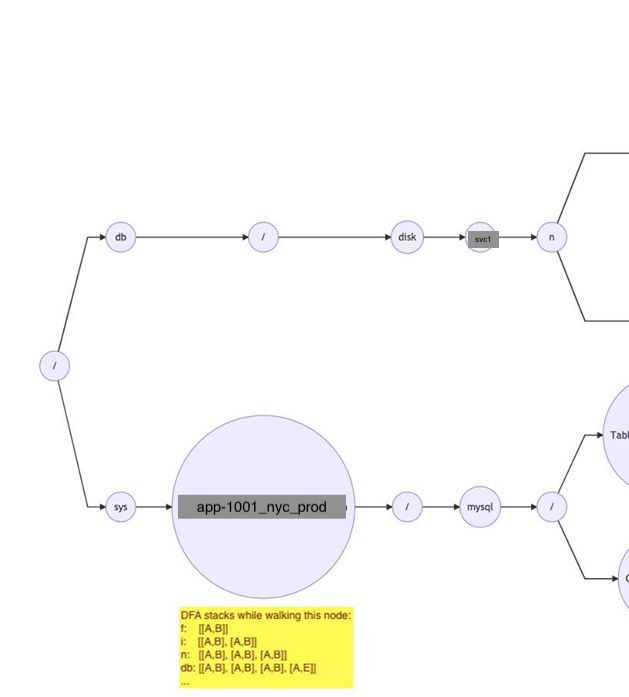 db
/
disk
svc1
n
/
Tabl
sys
app-1001_nyc_prod
/
mysql
/
DFA stacks while walking this node:
f: [[A,B]]
i: [[A,B], [A,B]]
n: [[A,B], [A,B], [A,B]]
db: [[A,B], [A,B], [A,B], [A,E]]
...